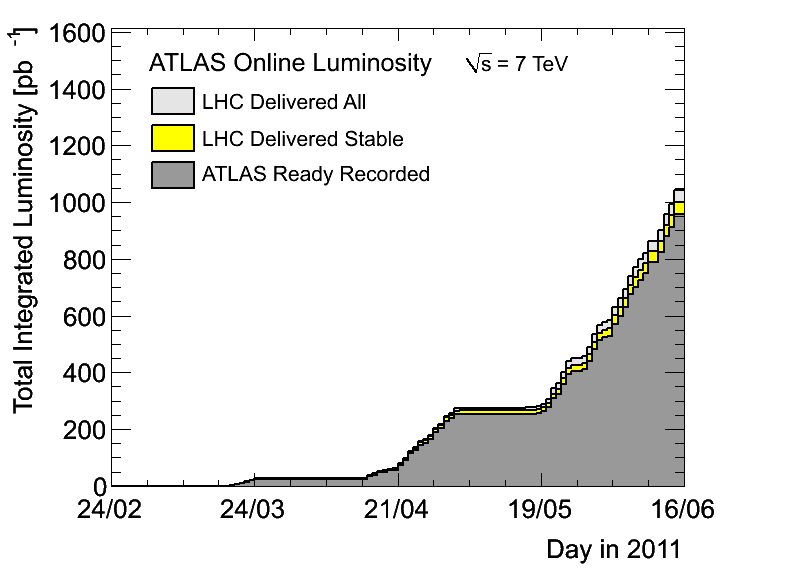 ATLAS Online Luminosity √s = 7 TeV
LHC Delivered All
LHC Delivered Stable
ATLAS Ready Recorded
Total Integrated Luminosity [pb⁻¹]
1600
1400
1200
1000
800
600
400
200
0
24/02 24/03 21/04 19/05 16/06
Day in 2011